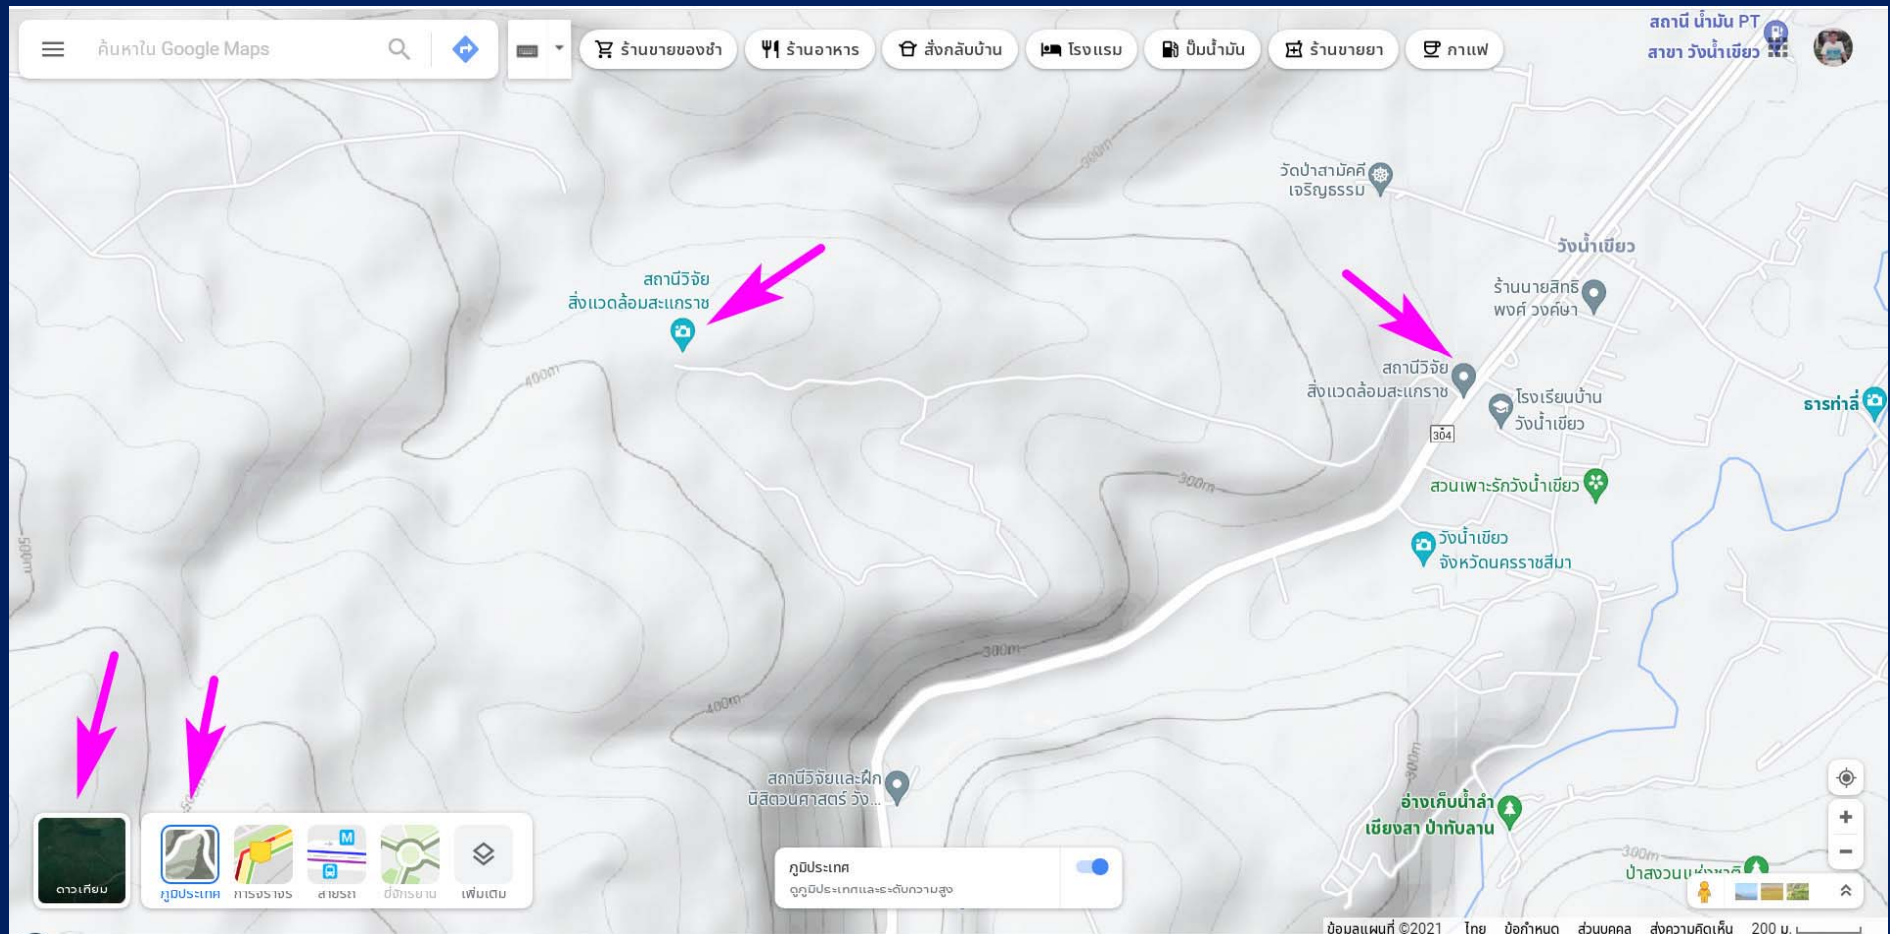 สถานี น้ำมัน PT
สาขา วังน้ำเขียว
ค้นหาใน Google Maps
ร้านขายของชำ
ร้านอาหาร
สั่งกลับบ้าน
โรงแรม
ปั๊มน้ำมัน
ร้านขายยา
กาแฟ
300m
วัดป่าสามัคคี
เจริญธรรม
วังน้ำเขียว
สถานีวิจัย
สิ่งแวดล้อมสะแกราช
ร้านนายสิทธิ
พงศ์ วงค์ษา
400m
สถานีวิจัย
สิ่งแวดล้อมสะแกราช
โรงเรียนบ้าน
วังน้ำเขียว
ธารท่าลี่
304
300m
สวนเพาะรักวังน้ำเขียว
วังน้ำเขียว
จังหวัดนครราชสีมา
500m
300m
400m
300m
สถานีวิจัยและฝึก
นิสิตวนศาสตร์ วัง...
500m
อ่างเก็บน้ำลำ
เชียงสา ป่าทับลาน
300m
ป่าสงวนแห่งชาติ
M
ดาวเทียม
ภูมิประเทศ
การจราจร
สายรถ
ขี่จักรยาน
เพิ่มเติม
ภูมิประเทศ
ดูภูมิประเทศและระดับความสูง
ข้อมูลแผนที่ ©2021
ไทย
ข้อกำหนด
ส่วนบุคคล
ส่งความคิดเห็น
200 ม.